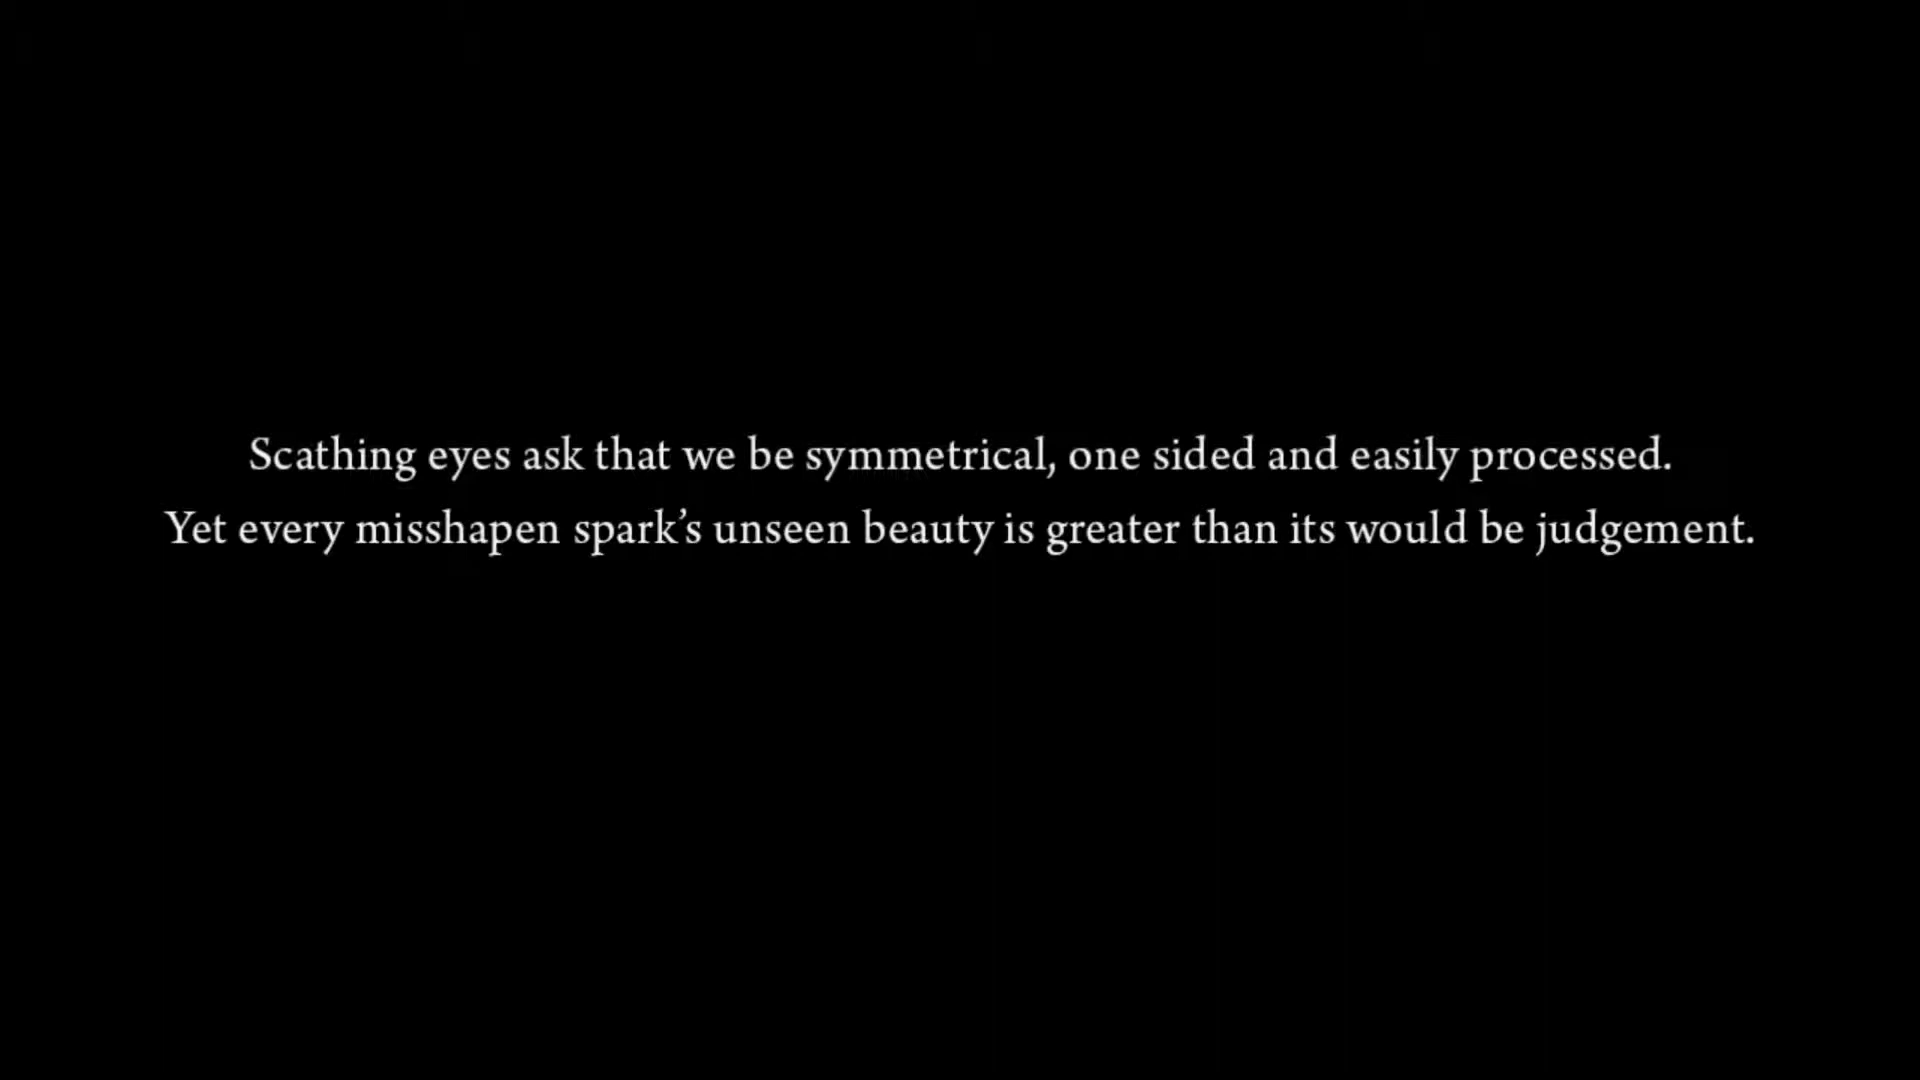 Scathing eyes ask that we be symmetrical, one sided and easily processed.
Yet every misshapen spark’s unseen beauty is greater than its would be judgement.